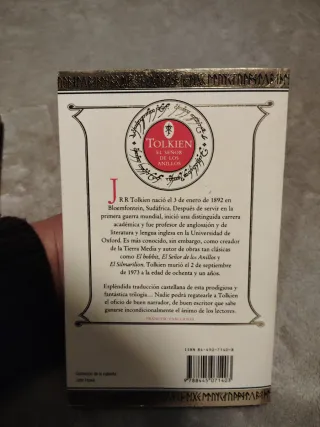 TOLKIEN
EL SEÑOR
DE LOS
ANILLOS
J.R.R. Tolkien nació el 3 de enero de 1892 en
Bloemfontein, Sudáfrica. Después de servir en la
primera guerra mundial, inició una distinguida carrera
académica y fue profesor de anglosajón y de
literatura y lengua inglesa en la Universidad de
Oxford. Es más conocido, sin embargo, como creador
de la Tierra Media y autor de obras tan clásicas
como El hobbit, El Señor de los Anillos y
El Silmarillion. Tolkien murió el 2 de septiembre
de 1973 a la edad de ochenta y un años.
Espléndida traducción castellana de esta prodigiosa y
fantástica trilogía... Nadie podrá regatearle a Tolkien
el oficio de buen narrador, de buen escritor que sabe
ganarse incondicionalmente el ánimo de los lectores.